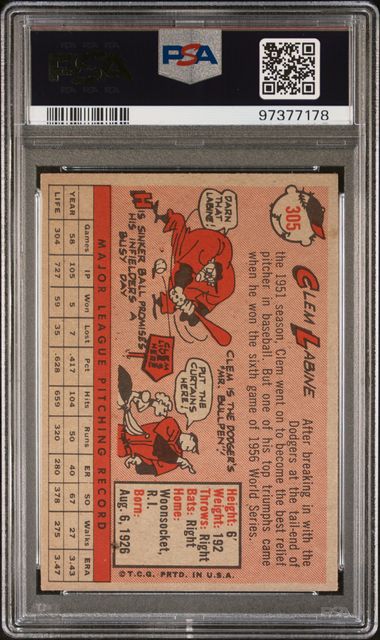 PSA
PSA
97377178
305
CLEM LABINE
After breaking in with the
Dodgers at the tail-end of
the 1951 season, Clem went on to become the best relief
pitcher in baseball. But one of his top triumphs came
when he won the sixth game of 1956 World Series.
DARN
THAT
LABINE!
HIS SINKER BALL PROMISES
HIS INFIELDERS A
BUSY DAY
CLEM IS THE DODGER'S
"MR. BULLPEN"!
PUT THE
CURTAINS
HERE!
HERE
Height: 6'
Weight: 192
Throws: Right
Bats: Right
Home:
Woonsocket,
R.I.
Born:
Aug. 6, 1926
MAJOR LEAGUE PITCHING RECORD
Games IP Won Lost Pct. Hits Runs ER SO Walks ERA
YEAR 58 105 5 7 .417 104 50 40 67 27 3.43
LIFE 304 727 59 35 .628 659 320 280 378 275 3.47
© T.C.G. PRTD. IN U.S.A.